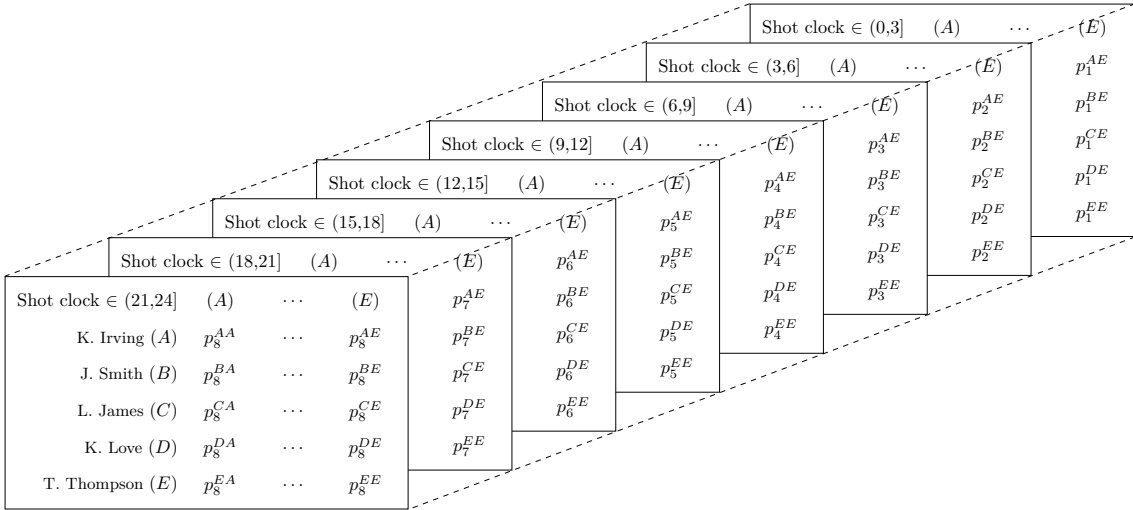 Shot clock ∈ (0,3] (A) ⋯ (E)
Shot clock ∈ (3,6] (A) ⋯ (E) p_1^{AE}
Shot clock ∈ (6,9] (A) ⋯ (E) p_2^{AE} p_1^{BE}
Shot clock ∈ (9,12] (A) ⋯ (E) p_3^{AE} p_2^{BE} p_1^{CE}
Shot clock ∈ (12,15] (A) ⋯ (E) p_4^{AE} p_3^{BE} p_2^{CE} p_1^{DE}
Shot clock ∈ (15,18] (A) ⋯ (E) p_5^{AE} p_4^{BE} p_3^{CE} p_2^{DE} p_1^{EE}
Shot clock ∈ (18,21] (A) ⋯ (E) p_6^{AE} p_5^{BE} p_4^{CE} p_3^{DE} p_2^{EE}
Shot clock ∈ (21,24] (A) ⋯ (E) p_7^{AE} p_6^{BE} p_5^{CE} p_4^{DE} p_3^{EE}
K. Irving (A) p_8^{AA} ⋯ p_8^{AE} p_7^{BE} p_6^{CE} p_5^{DE} p_4^{EE}
J. Smith (B) p_8^{BA} ⋯ p_8^{BE} p_7^{CE} p_6^{DE} p_5^{EE}
L. James (C) p_8^{CA} ⋯ p_8^{CE} p_7^{DE} p_6^{EE}
K. Love (D) p_8^{DA} ⋯ p_8^{DE} p_7^{EE}
T. Thompson (E) p_8^{EA} ⋯ p_8^{EE}